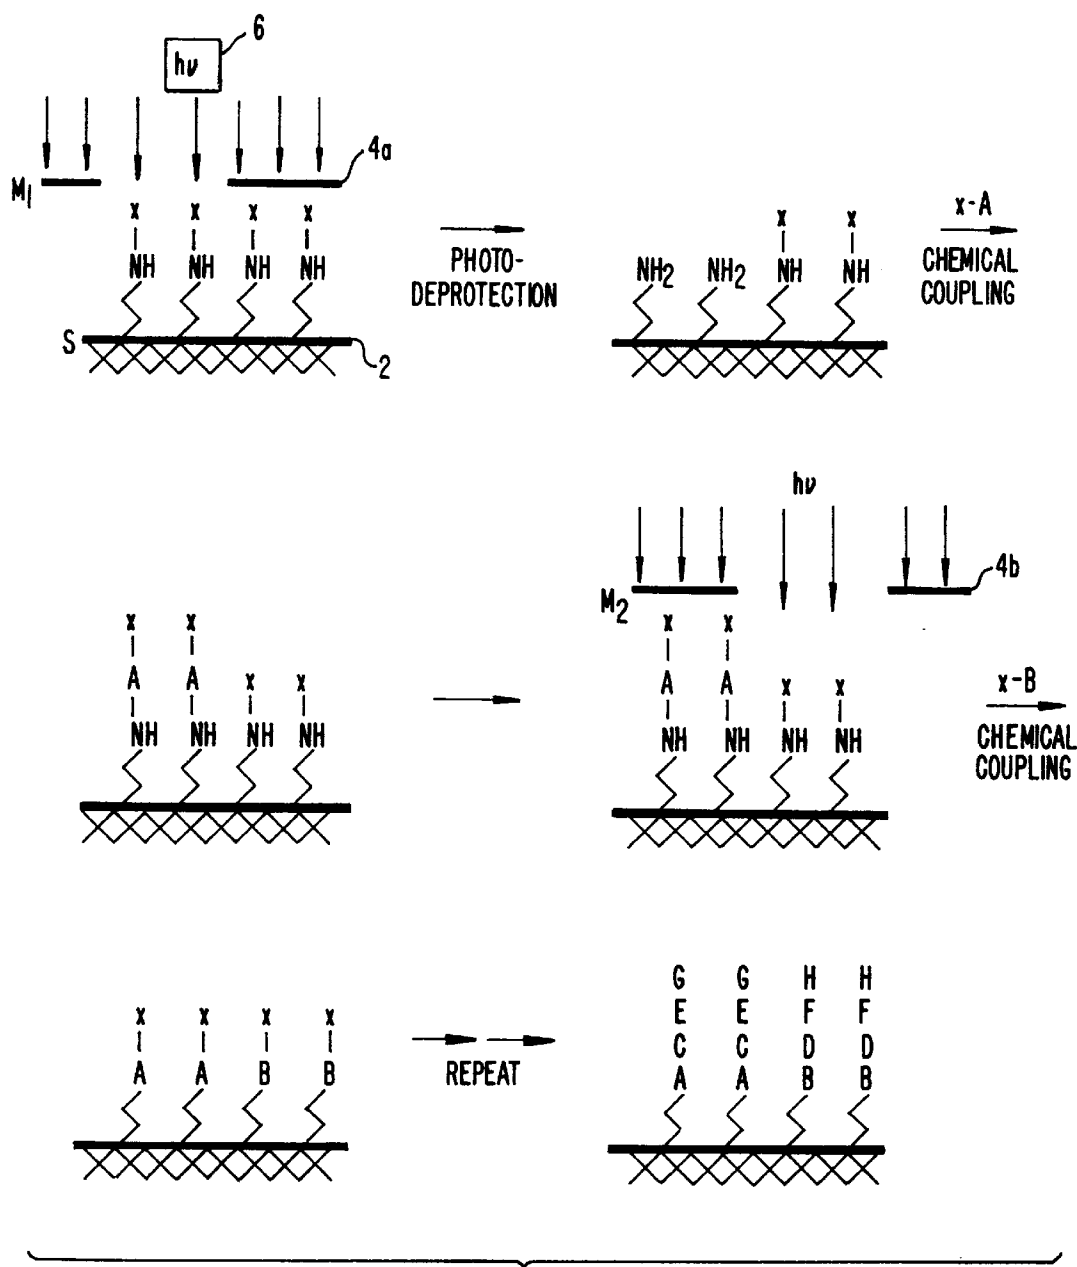 6
hν
4a
M1
x x x x
NH NH NH NH
S
2
PHOTO-
DEPROTECTION
x x
NH2 NH2 NH NH
x-A
CHEMICAL
COUPLING
x x
A A x x
NH NH NH NH
hν
4b
M2
x x
A A x x
NH NH NH NH
x-B
CHEMICAL
COUPLING
x x x x
A A B B
REPEAT
G G H H
E E F F
C C D D
A A B B